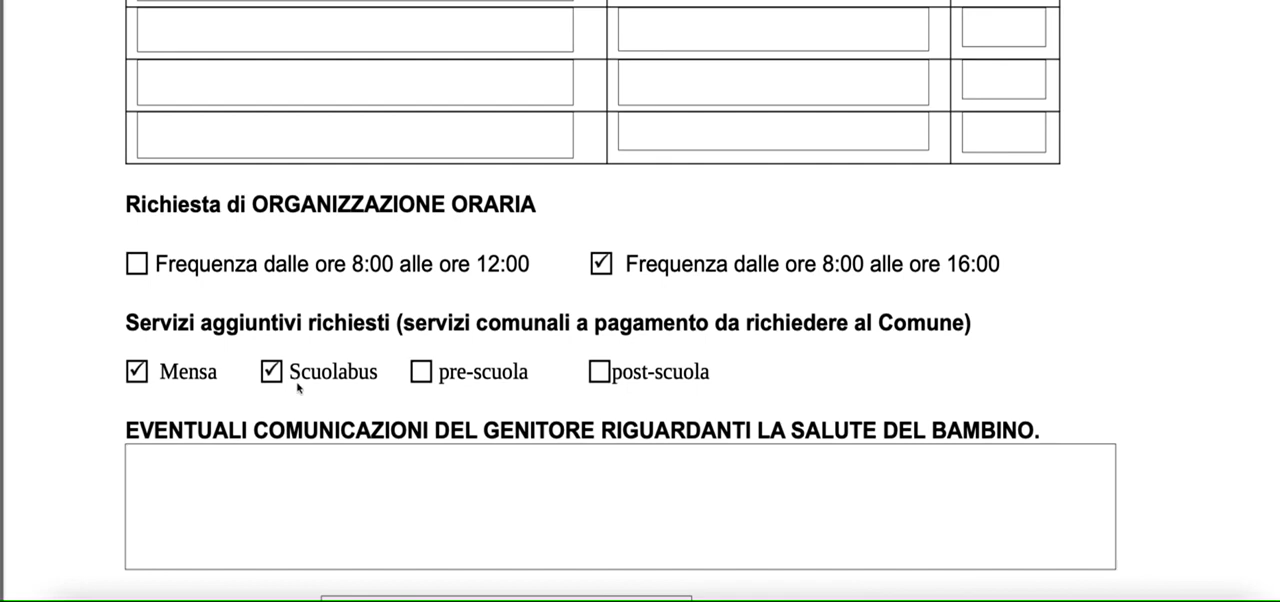 Richiesta di ORGANIZZAZIONE ORARIA
Frequenza dalle ore 8:00 alle ore 12:00 Frequenza dalle ore 8:00 alle ore 16:00
Servizi aggiuntivi richiesti (servizi comunali a pagamento da richiedere al Comune)
Mensa Scuolabus pre-scuola post-scuola
EVENTUALI COMUNICAZIONI DEL GENITORE RIGUARDANTI LA SALUTE DEL BAMBINO.